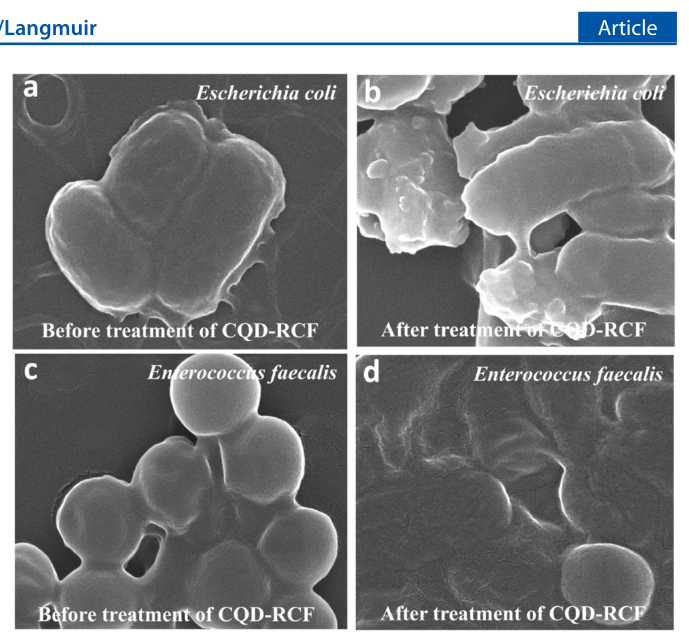 /Langmuir
Article
a
Escherichia coli
Before treatment of CQD-RCF
b
Escherichia coli
After treatment of CQD-RCF
c
Enterococcus faecalis
Before treatment of CQD-RCF
d
Enterococcus faecalis
After treatment of CQD-RCF